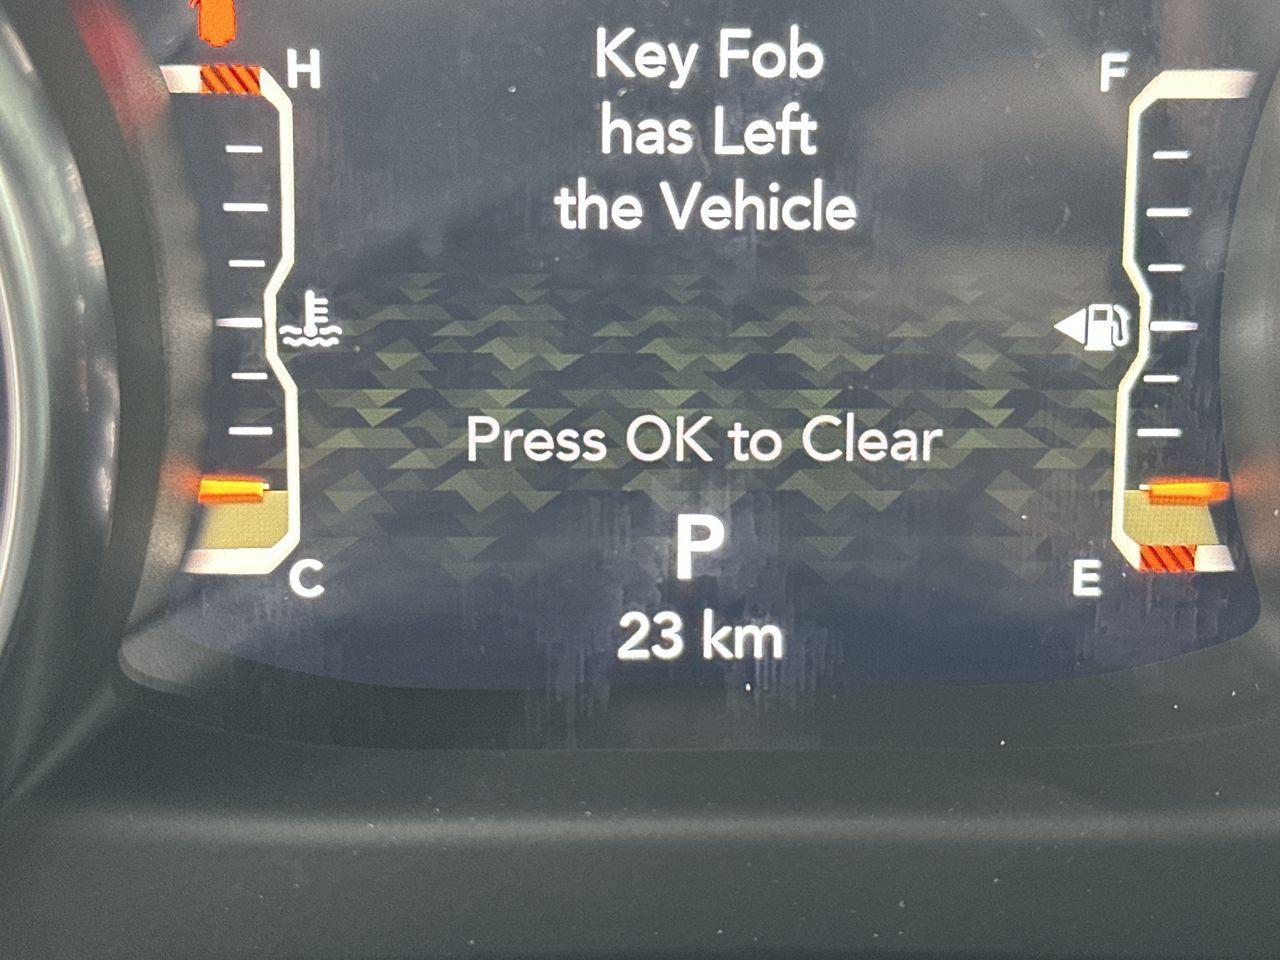 Key Fob
has Left
the Vehicle
H
F
Press OK to Clear
P
C
E
23 km